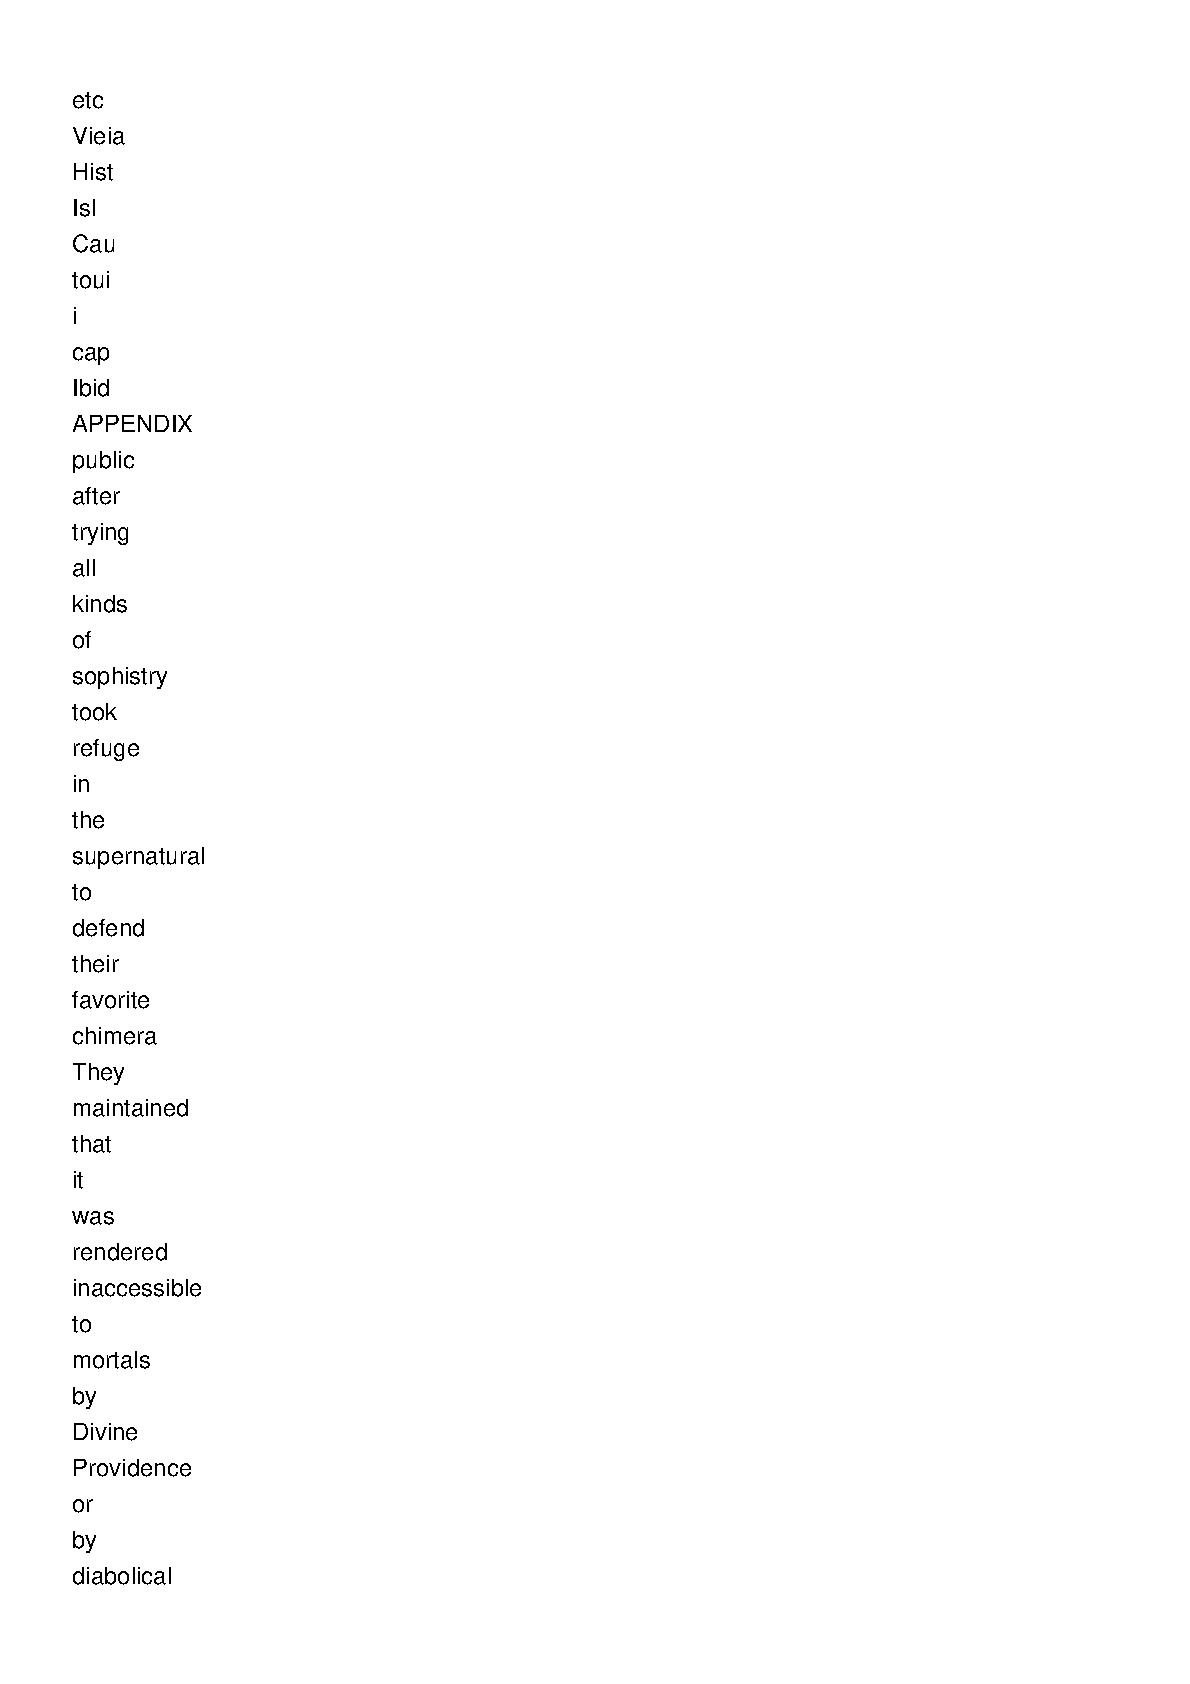 etc
Vieia
Hist
Isl
Cau
toui
i
cap
Ibid
APPENDIX
public
after
trying
all
kinds
of
sophistry
took
refuge
in
the
supernatural
to
defend
their
favorite
chimera
They
maintained
that
it
was
rendered
inaccessible
to
mortals
by
Divine
Providence
or
by
diabolical